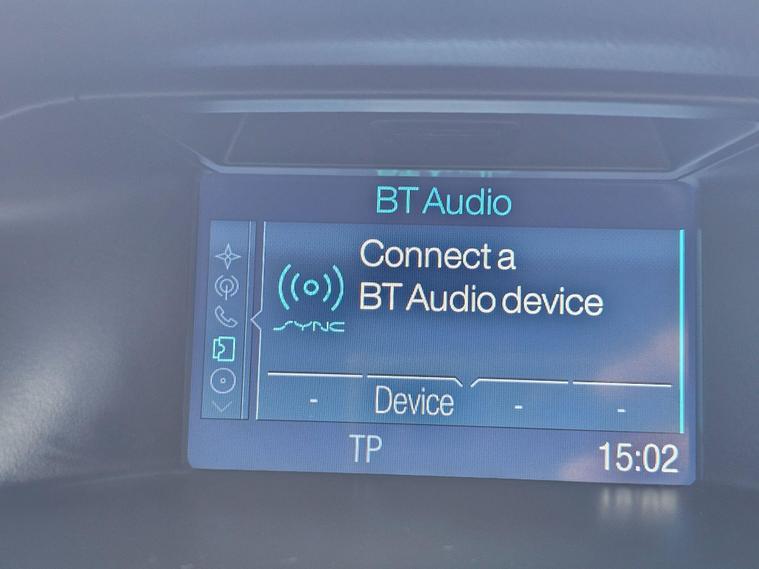 BT Audio
Connect a
BT Audio device
SYNC
- Device - -
TP 15:02